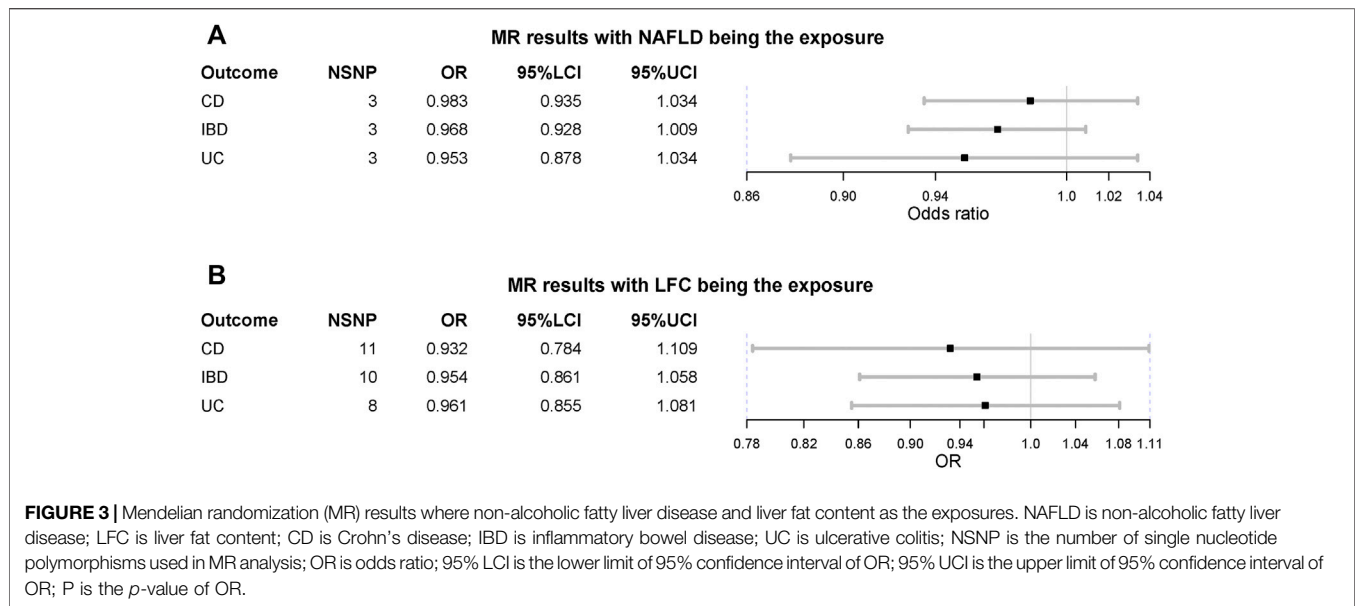 A
MR results with NAFLD being the exposure
Outcome NSNP OR 95%LCI 95%UCI
CD 3 0.983 0.935 1.034
IBD 3 0.968 0.928 1.009
UC 3 0.953 0.878 1.034
0.86 0.90 0.94 1.0 1.02 1.04
Odds ratio
B
MR results with LFC being the exposure
Outcome NSNP OR 95%LCI 95%UCI
CD 11 0.932 0.784 1.109
IBD 10 0.954 0.861 1.058
UC 8 0.961 0.855 1.081
0.78 0.82 0.86 0.90 0.94 1.0 1.04 1.08 1.11
OR
FIGURE 3 | Mendelian randomization (MR) results where non-alcoholic fatty liver disease and liver fat content as the exposures. NAFLD is non-alcoholic fatty liver
disease; LFC is liver fat content; CD is Crohn's disease; IBD is inflammatory bowel disease; UC is ulcerative colitis; NSNP is the number of single nucleotide
polymorphisms used in MR analysis; OR is odds ratio; 95% LCI is the lower limit of 95% confidence interval of OR; 95% UCI is the upper limit of 95% confidence interval of
OR; P is the p-value of OR.